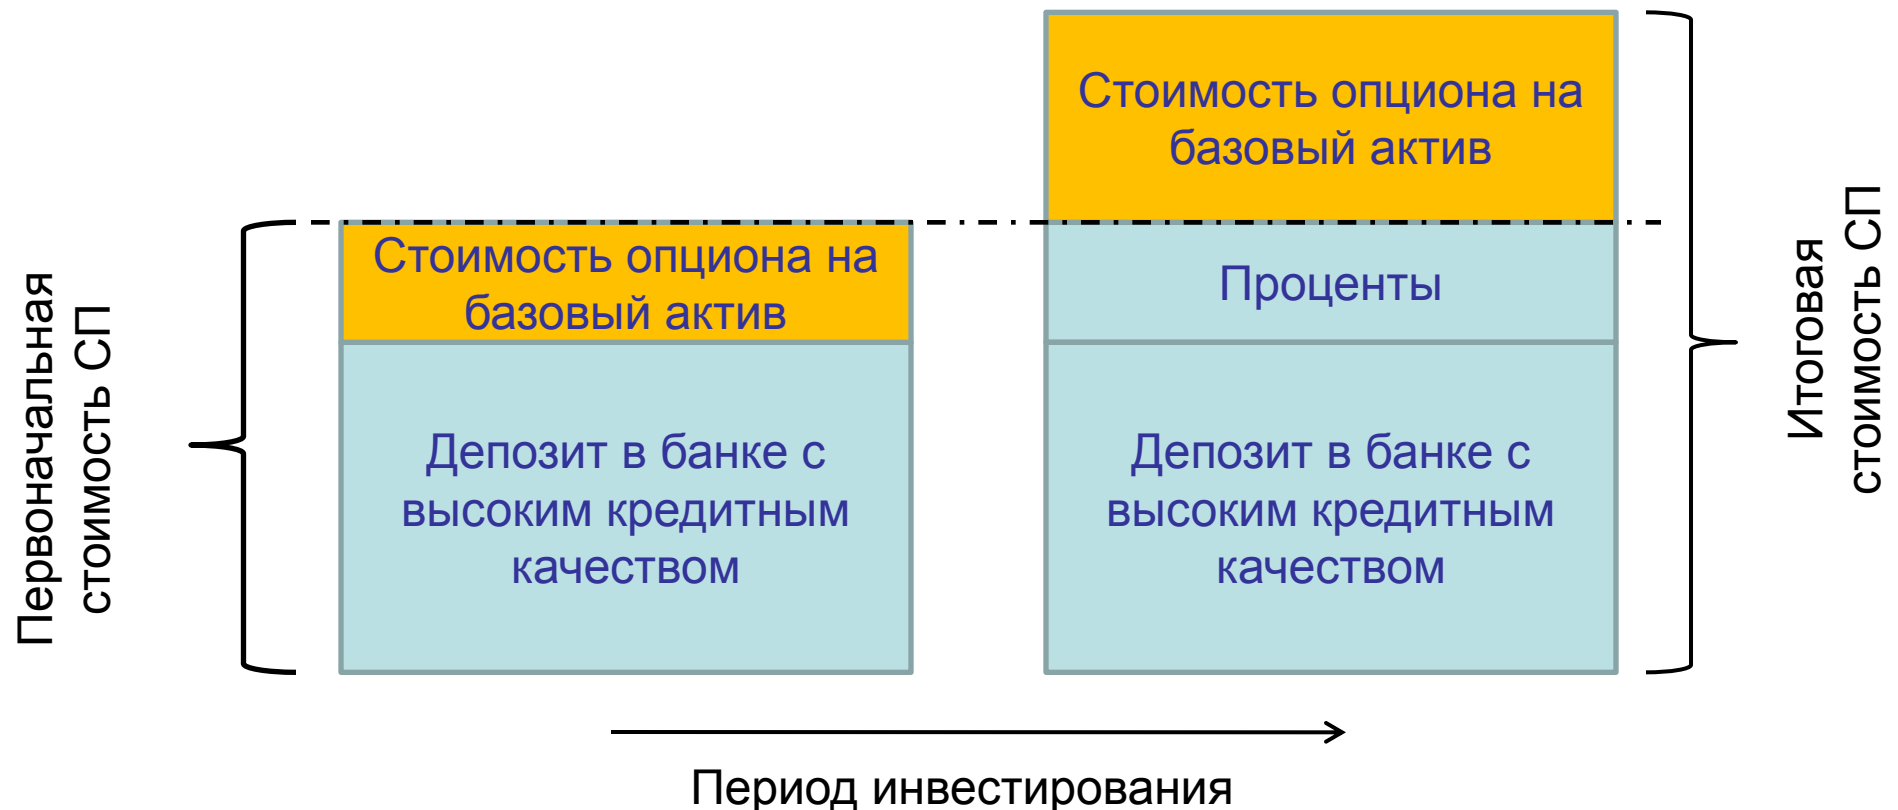 Первоначальная
стоимость СП
Стоимость опциона на
базовый актив
Депозит в банке с
высоким кредитным
качеством
Стоимость опциона на
базовый актив
Проценты
Депозит в банке с
высоким кредитным
качеством
Итоговая
стоимость СП
Период инвестирования